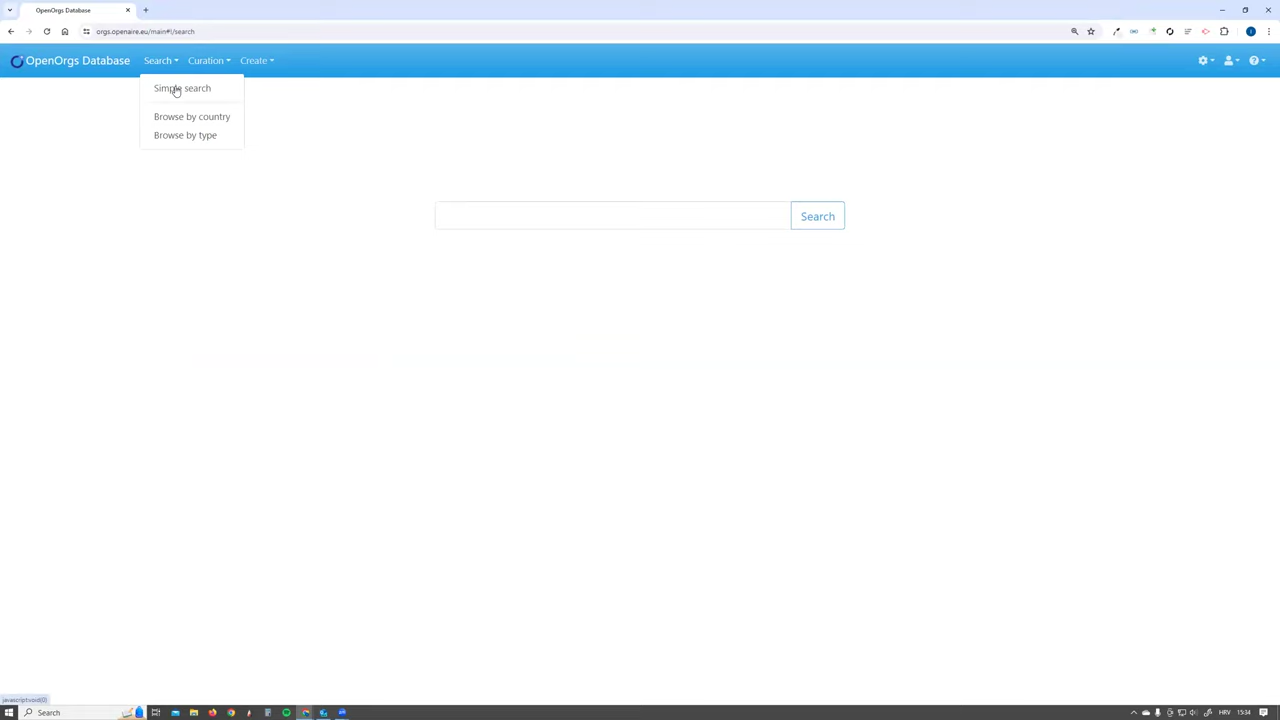 OpenOrgs Database
orgs.openaire.eu/main#!/search
OpenOrgs Database
Search
Curation
Create
Simple search
Browse by country
Browse by type
Search
javascript:void(0)
Search
HRV
15:34